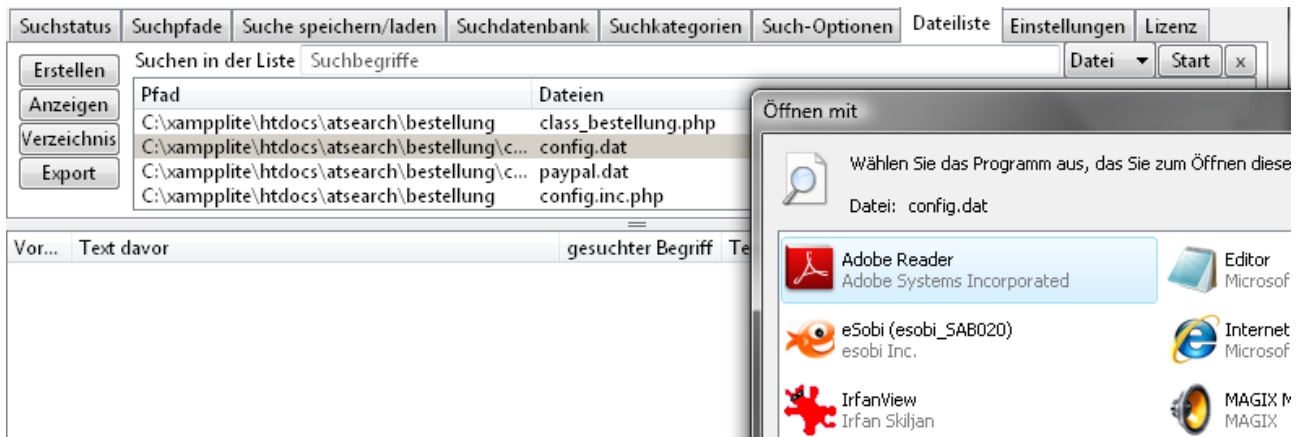 Suchstatus Suchpfade Suche speichern/laden Suchdatenbank Suchkategorien Such-Optionen Dateiliste Einstellungen Lizenz
Erstellen Suchen in der Liste Suchbegriffe Datei Start x
Anzeigen Pfad Dateien
C:\xampplite\htdocs\atsearch\bestellung class_bestellung.php
Verzeichnis C:\xampplite\htdocs\atsearch\bestellung\c... config.dat
Export C:\xampplite\htdocs\atsearch\bestellung\c... paypal.dat
C:\xampplite\htdocs\atsearch\bestellung config.inc.php
Vor... Text davor gesuchter Begriff Te
Öffnen mit
Wählen Sie das Programm aus, das Sie zum Öffnen diese
Datei: config.dat
Adobe Reader Editor
Adobe Systems Incorporated Microsof
eSobi (esobi_SAB020) Internet
esobi Inc. Microsof
IrfanView MAGIX M
Irfan Skiljan MAGIX